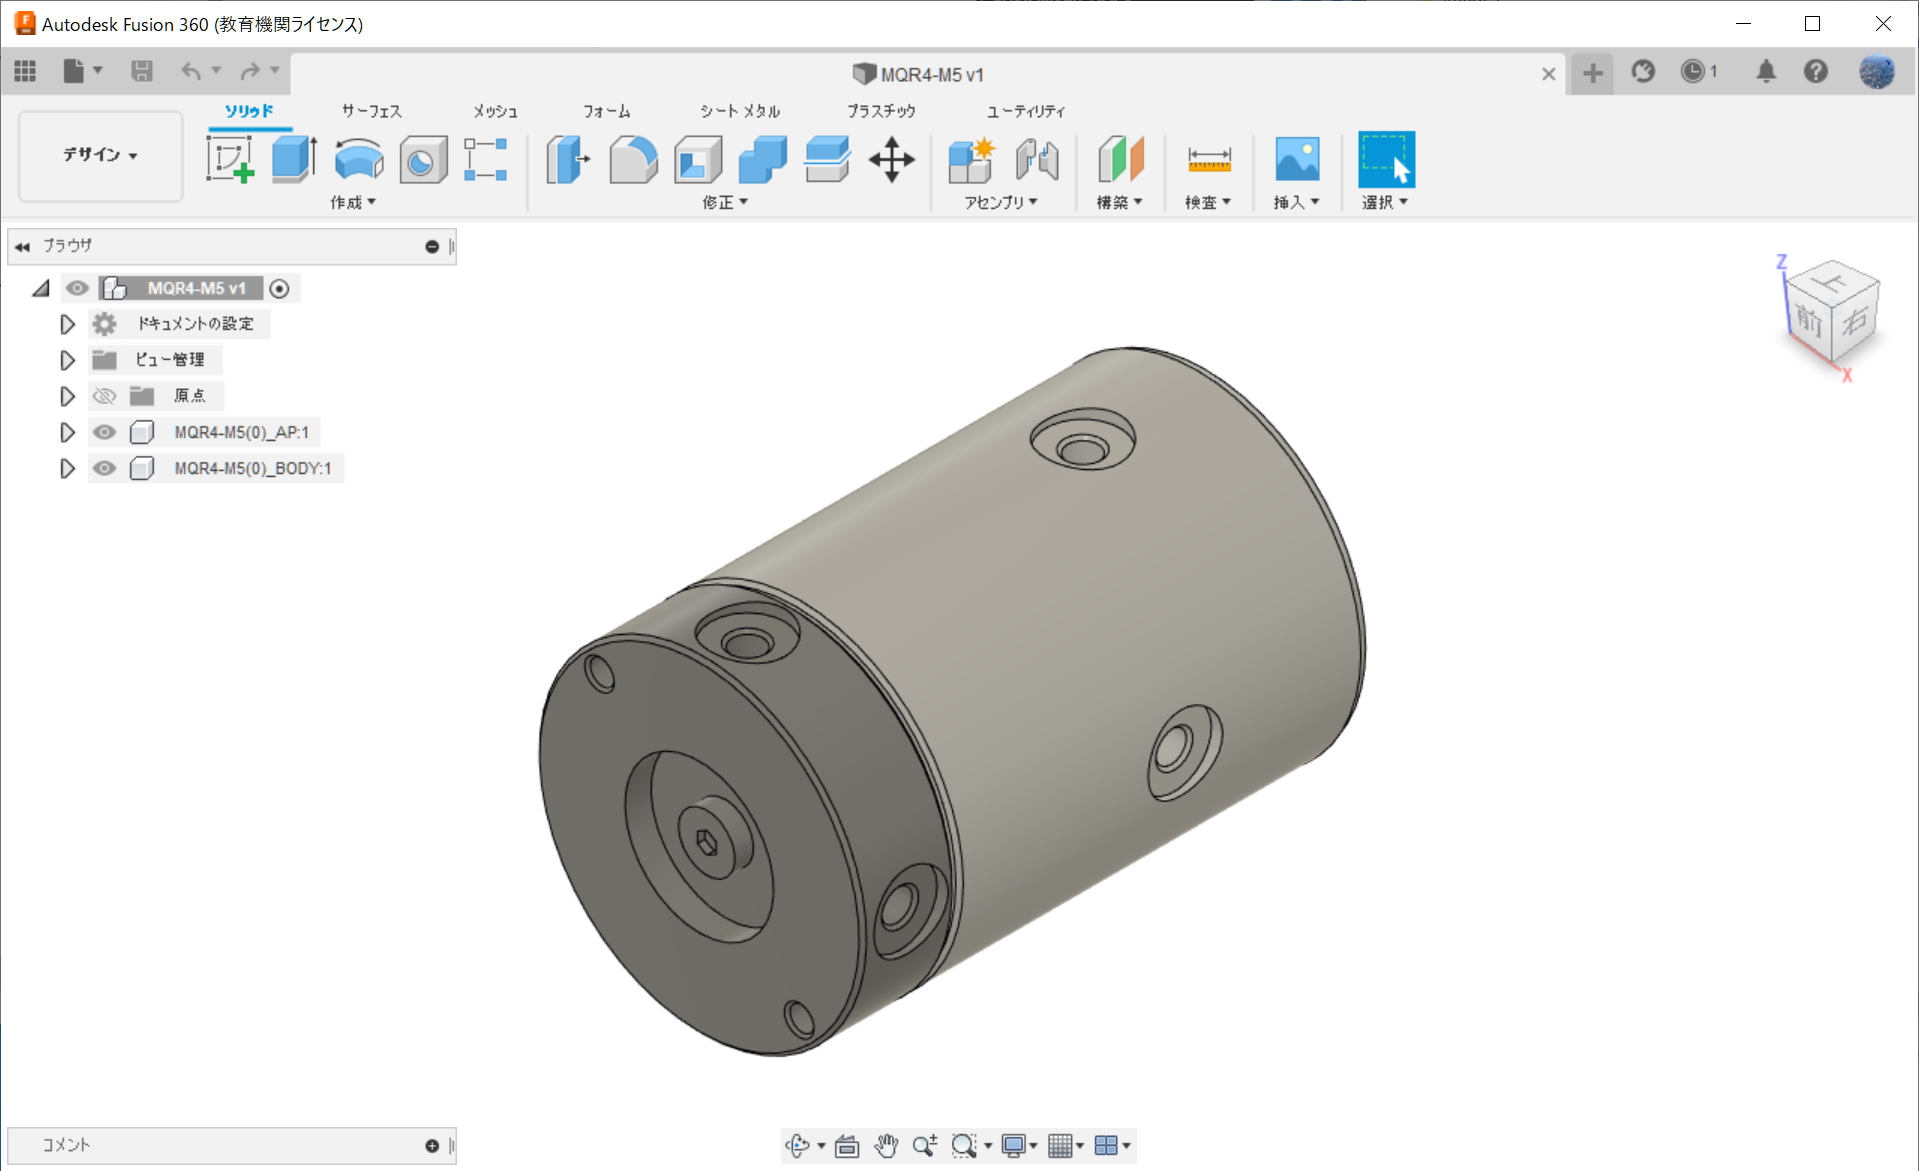 Autodesk Fusion 360 (教育機関ライセンス)
MQR4-M5 v1
1
デザイン
ソリッド サーフェス メッシュ フォーム シート メタル プラスチック ユーティリティ
作成 修正 アセンブリ 構築 検査 挿入 選択
ブラウザ
MQR4-M5 v1
ドキュメントの設定
ビュー管理
原点
MQR4-M5(0)_AP:1
MQR4-M5(0)_BODY:1
Z
上
前 右
X
コメント